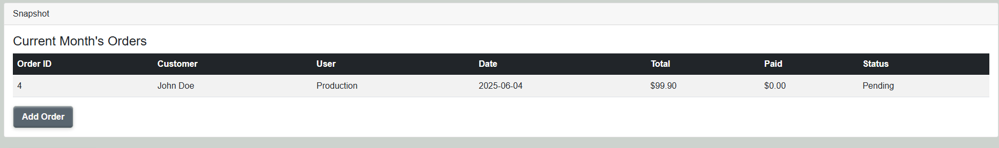 Snapshot
Current Month's Orders
Order ID Customer User Date Total Paid Status
4 John Doe Production 2025-06-04 $99.90 $0.00 Pending
Add Order